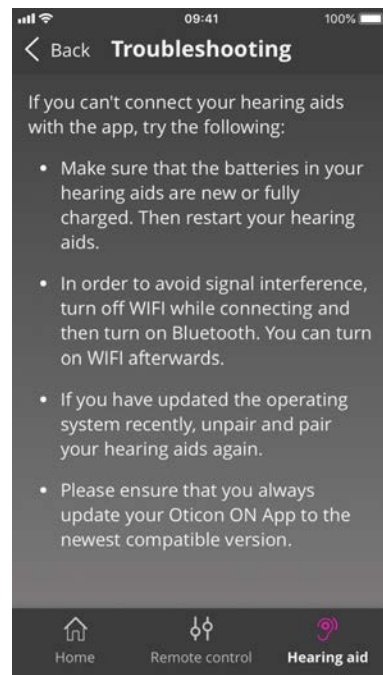 09:41
100%
Back Troubleshooting
If you can't connect your hearing aids
with the app, try the following:
• Make sure that the batteries in your
hearing aids are new or fully
charged. Then restart your hearing
aids.
• In order to avoid signal interference,
turn off WIFI while connecting and
then turn on Bluetooth. You can turn
on WIFI afterwards.
• If you have updated the operating
system recently, unpair and pair
your hearing aids again.
• Please ensure that you always
update your Oticon ON App to the
newest compatible version.
Home Remote control Hearing aid